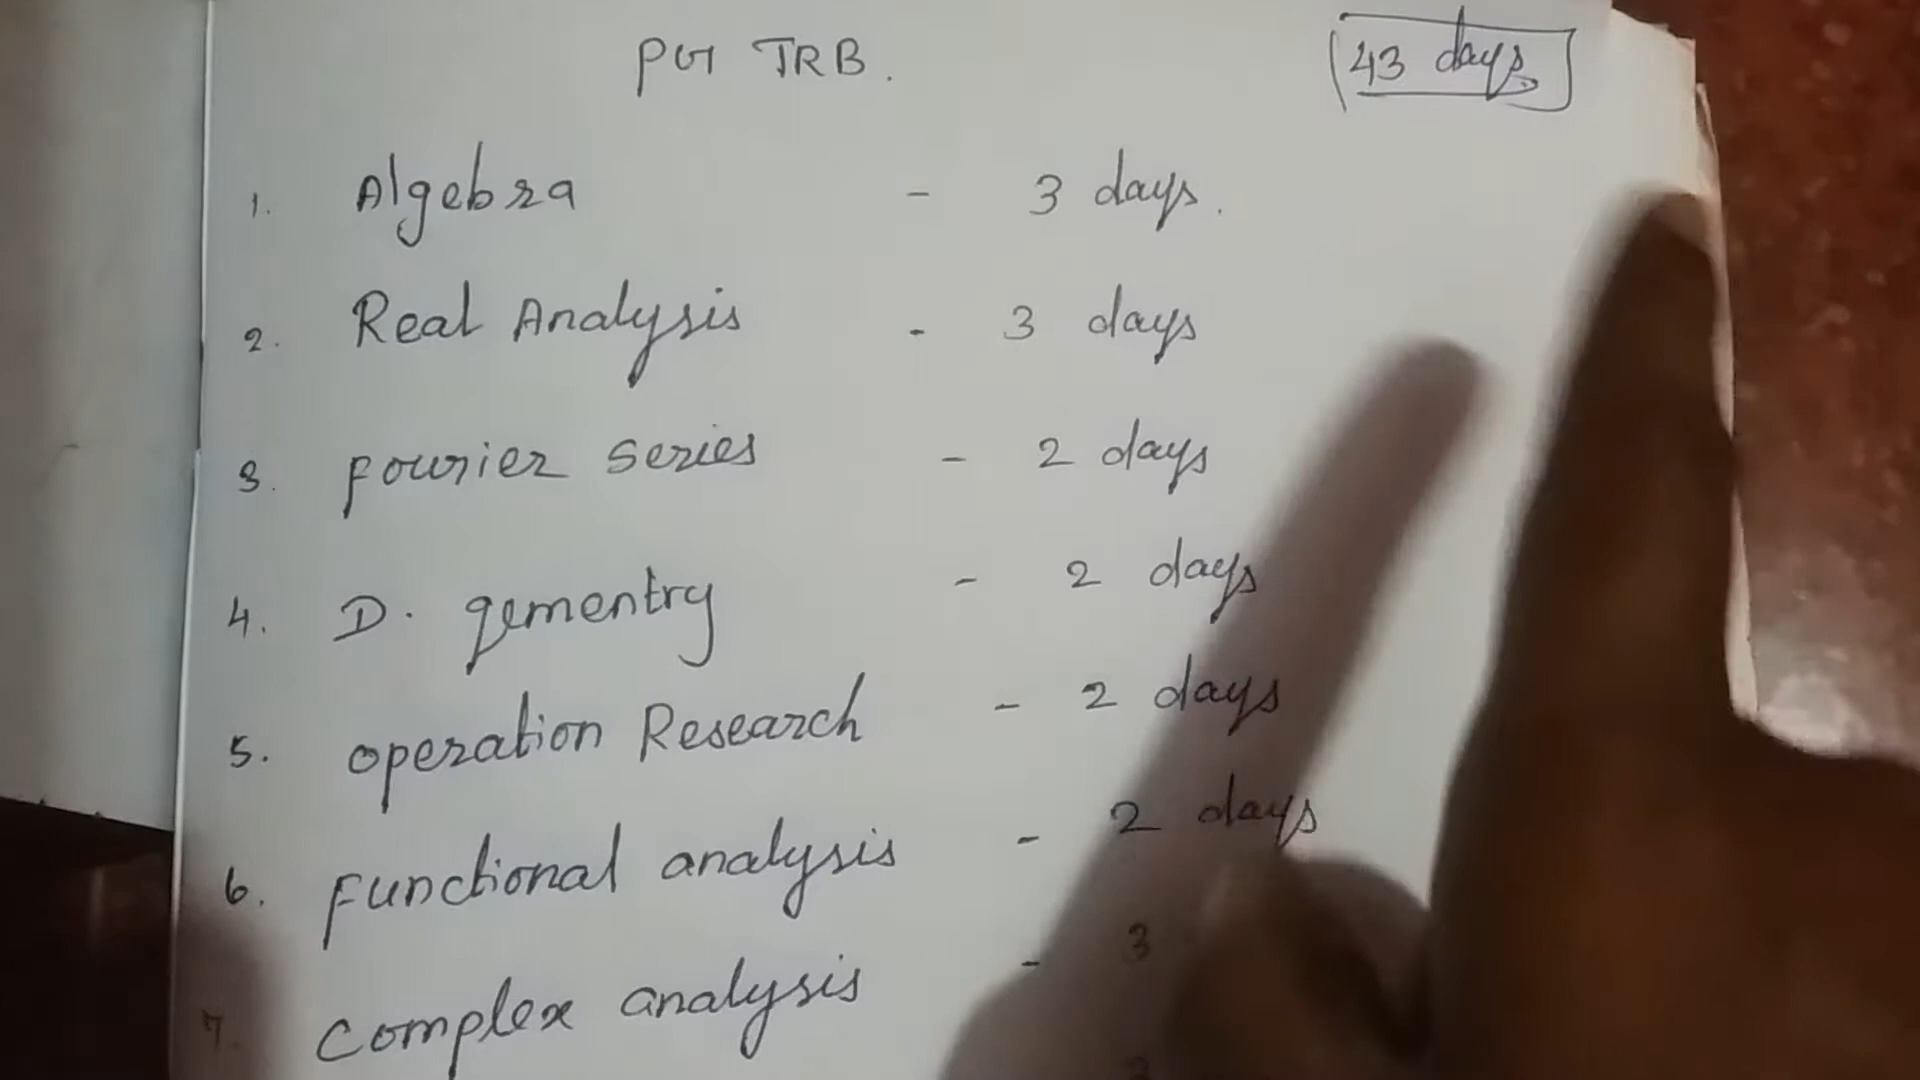 PG TRB.
43 days
1. Algebra - 3 days.
2. Real Analysis - 3 days
3. Fourier Series - 2 days
4. D. gementry - 2 days
5. operation Research - 2 days
6. Functional analysis - 2 days
7. Complex analysis - 3